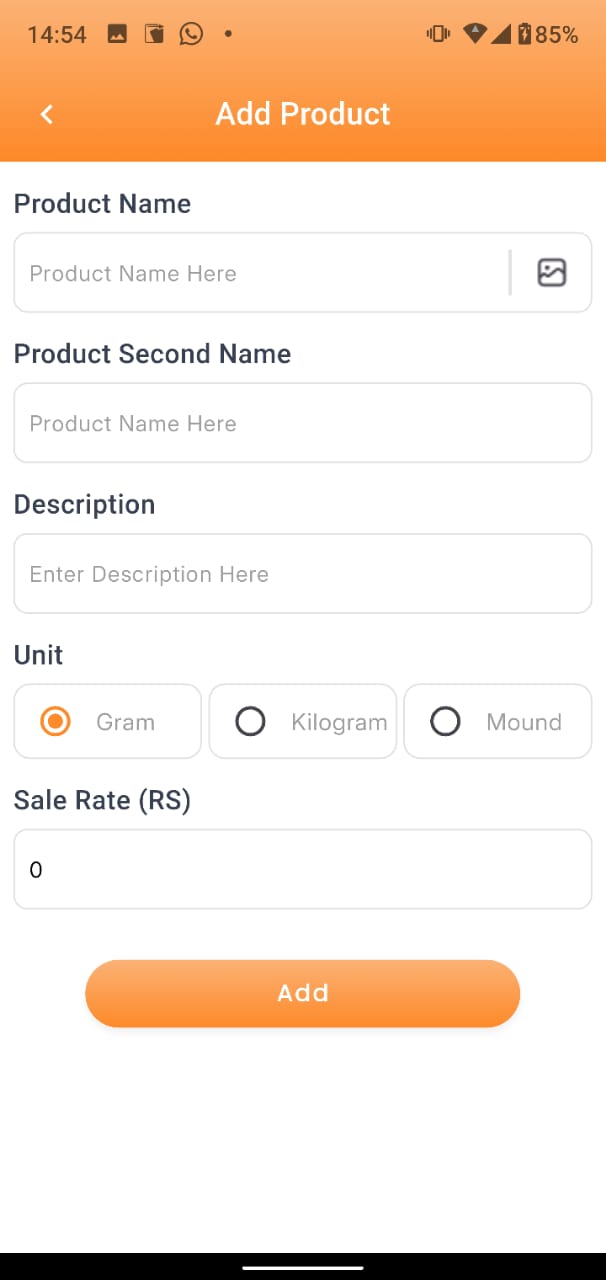 14:54 85%
Add Product
Product Name
Product Name Here
Product Second Name
Product Name Here
Description
Enter Description Here
Unit
Gram Kilogram Mound
Sale Rate (RS)
0
Add